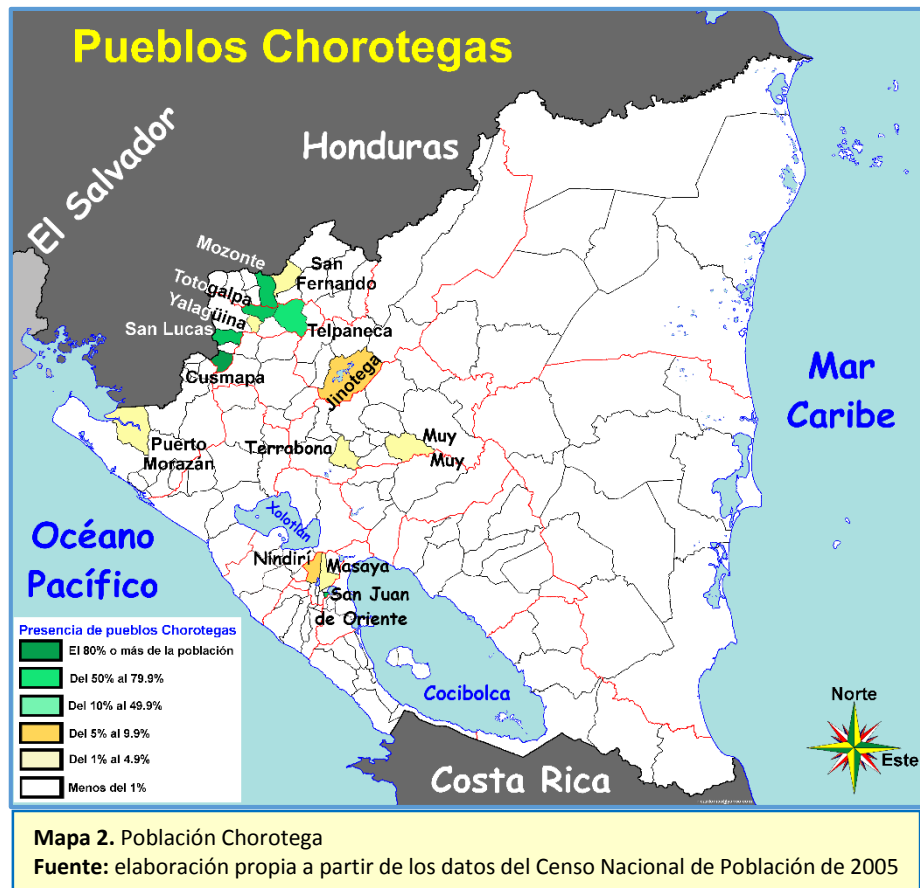 Pueblos Chorotegas
Honduras
El Salvador
Mozonte
San
Fernando
Totogalpa
Yalagüina
San Lucas
Telpaneca
Cusmapa
Jinotega
Mar
Caribe
Puerto
Morazán
Terrabona
Muy
Muy
Xolotlán
Océano
Pacífico
Nindirí
Masaya
San Juan
de Oriente
Cocibolca
Presencia de pueblos Chorotegas
El 80% o más de la población
Del 50% al 79.9%
Del 10% al 49.9%
Del 5% al 9.9%
Del 1% al 4.9%
Menos del 1%
Norte
Este
Costa Rica
Mapa 2. Población Chorotega
Fuente: elaboración propia a partir de los datos del Censo Nacional de Población de 2005